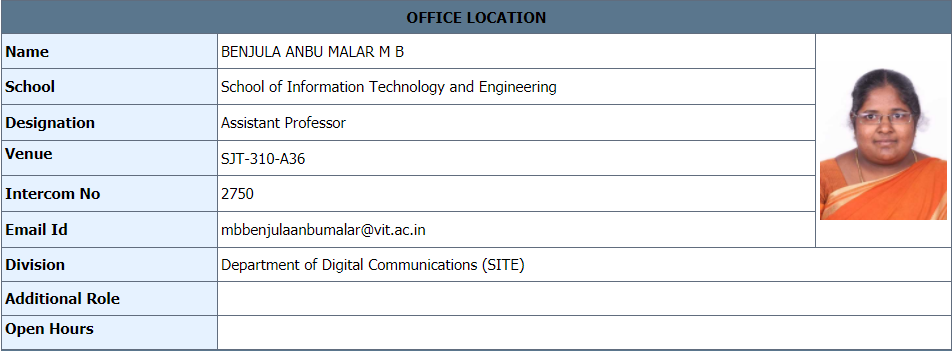 OFFICE LOCATION
Name BENJULA ANBU MALAR M B
School School of Information Technology and Engineering
Designation Assistant Professor
Venue SJT-310-A36
Intercom No 2750
Email Id mbbenjulaanbumalar@vit.ac.in
Division Department of Digital Communications (SITE)
Additional Role
Open Hours